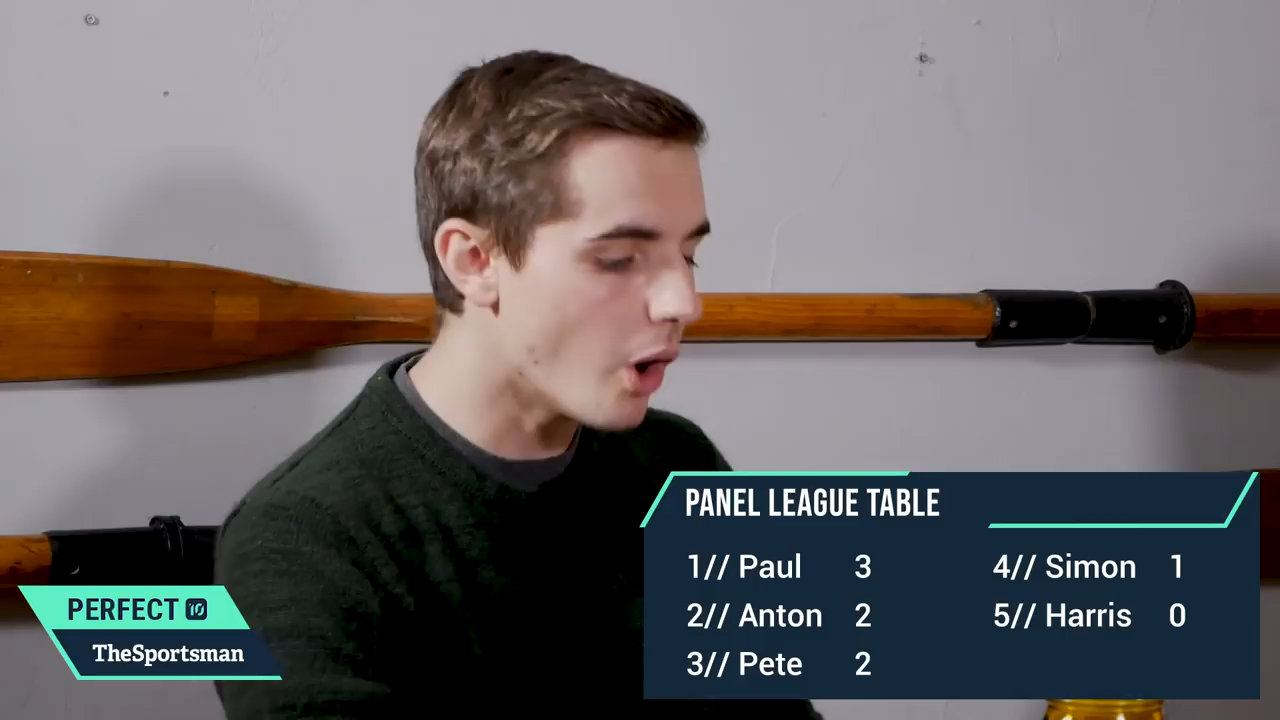 PANEL LEAGUE TABLE
1// Paul 3
2// Anton 2
3// Pete 2
4// Simon 1
5// Harris 0
PERFECT 10
TheSportsman